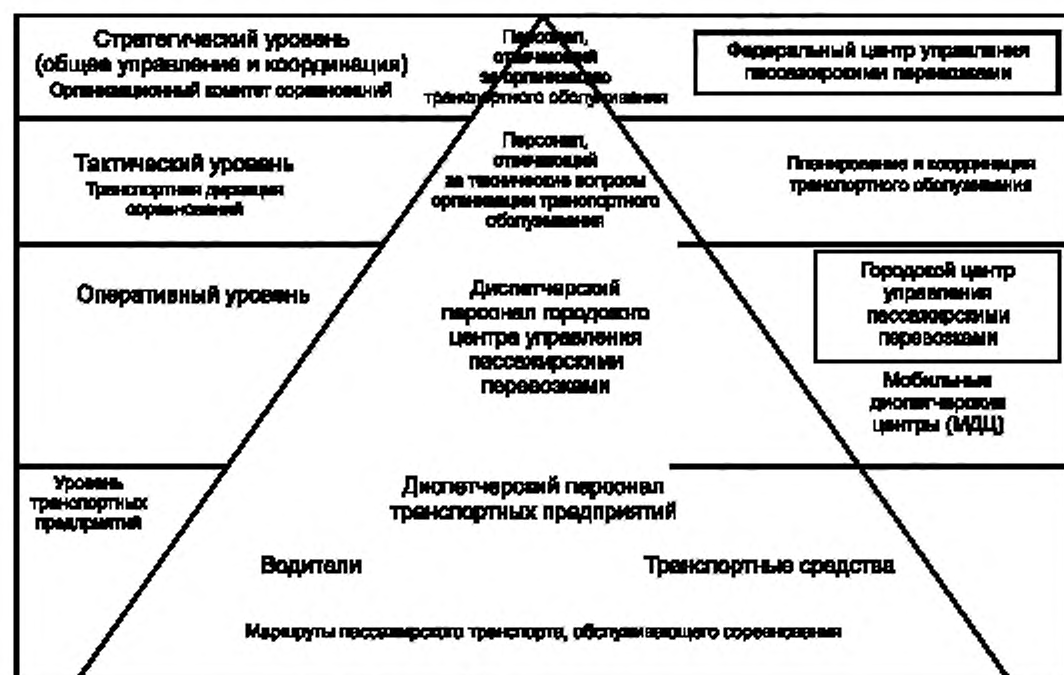 Стратегический уровень
(общее управление и координация)
Организационный комитет соревнований
Персонал,
отвечающий
за организацию
транспортного обслуживания
Федеральный центр управления
пассажирскими перевозками
Тактический уровень
Транспортная дирекция
соревнований
Персонал,
отвечающий
за технические вопросы
организации транспортного
обслуживания
Планирование и координация
транспортного обслуживания
Оперативный уровень
Диспетчерский
персонал городского
центра управления
пассажирскими
перевозками
Городской центр
управления
пассажирскими
перевозками
Мобильные
диспетчерские
центры (МДЦ)
Уровень
транспортных
предприятий
Диспетчерский персонал
транспортных предприятий
Водители
Транспортные средства
Маршруты пассажирского транспорта, обслуживающего соревнования